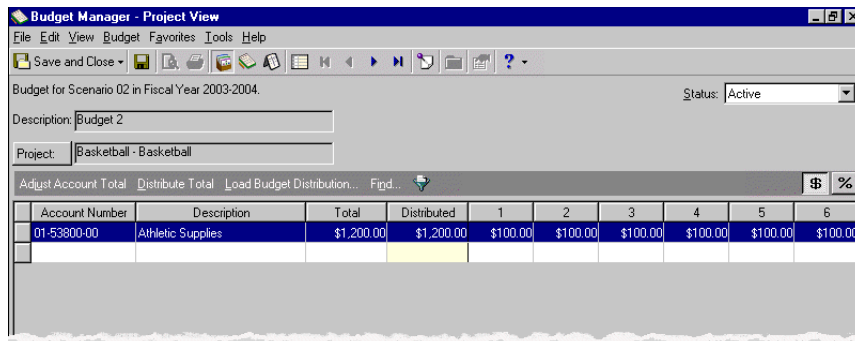 Budget Manager - Project View
File Edit View Budget Favorites Tools Help
Save and Close ?
Budget for Scenario 02 in Fiscal Year 2003-2004.
Status: Active
Description: Budget 2
Project: Basketball - Basketball
Adjust Account Total Distribute Total Load Budget Distribution... Find... $ %
Account Number Description Total Distributed 1 2 3 4 5 6
01-53800-00 Athletic Supplies $1,200.00 $1,200.00 $100.00 $100.00 $100.00 $100.00 $100.00 $100.0